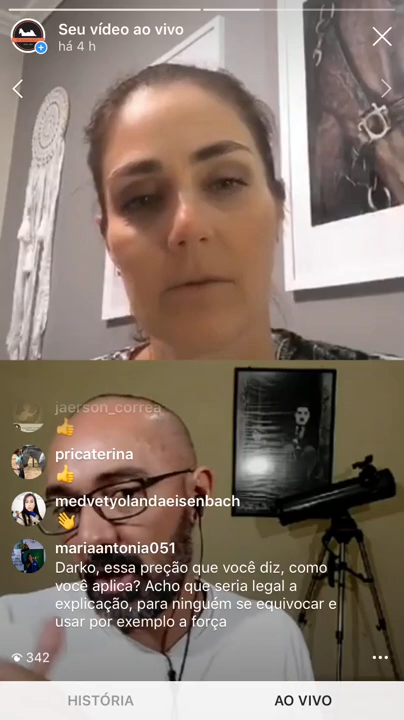 Seu vídeo ao vivo
há 4 h
jaerson_correa
pricaterina
medvetyolandaeisenbach
mariaantonia051
Darko, essa preção que você diz, como
você aplica? Acho que seria legal a
explicação, para ninguém se equivocar e
usar por exemplo a força
342
HISTÓRIA
AO VIVO